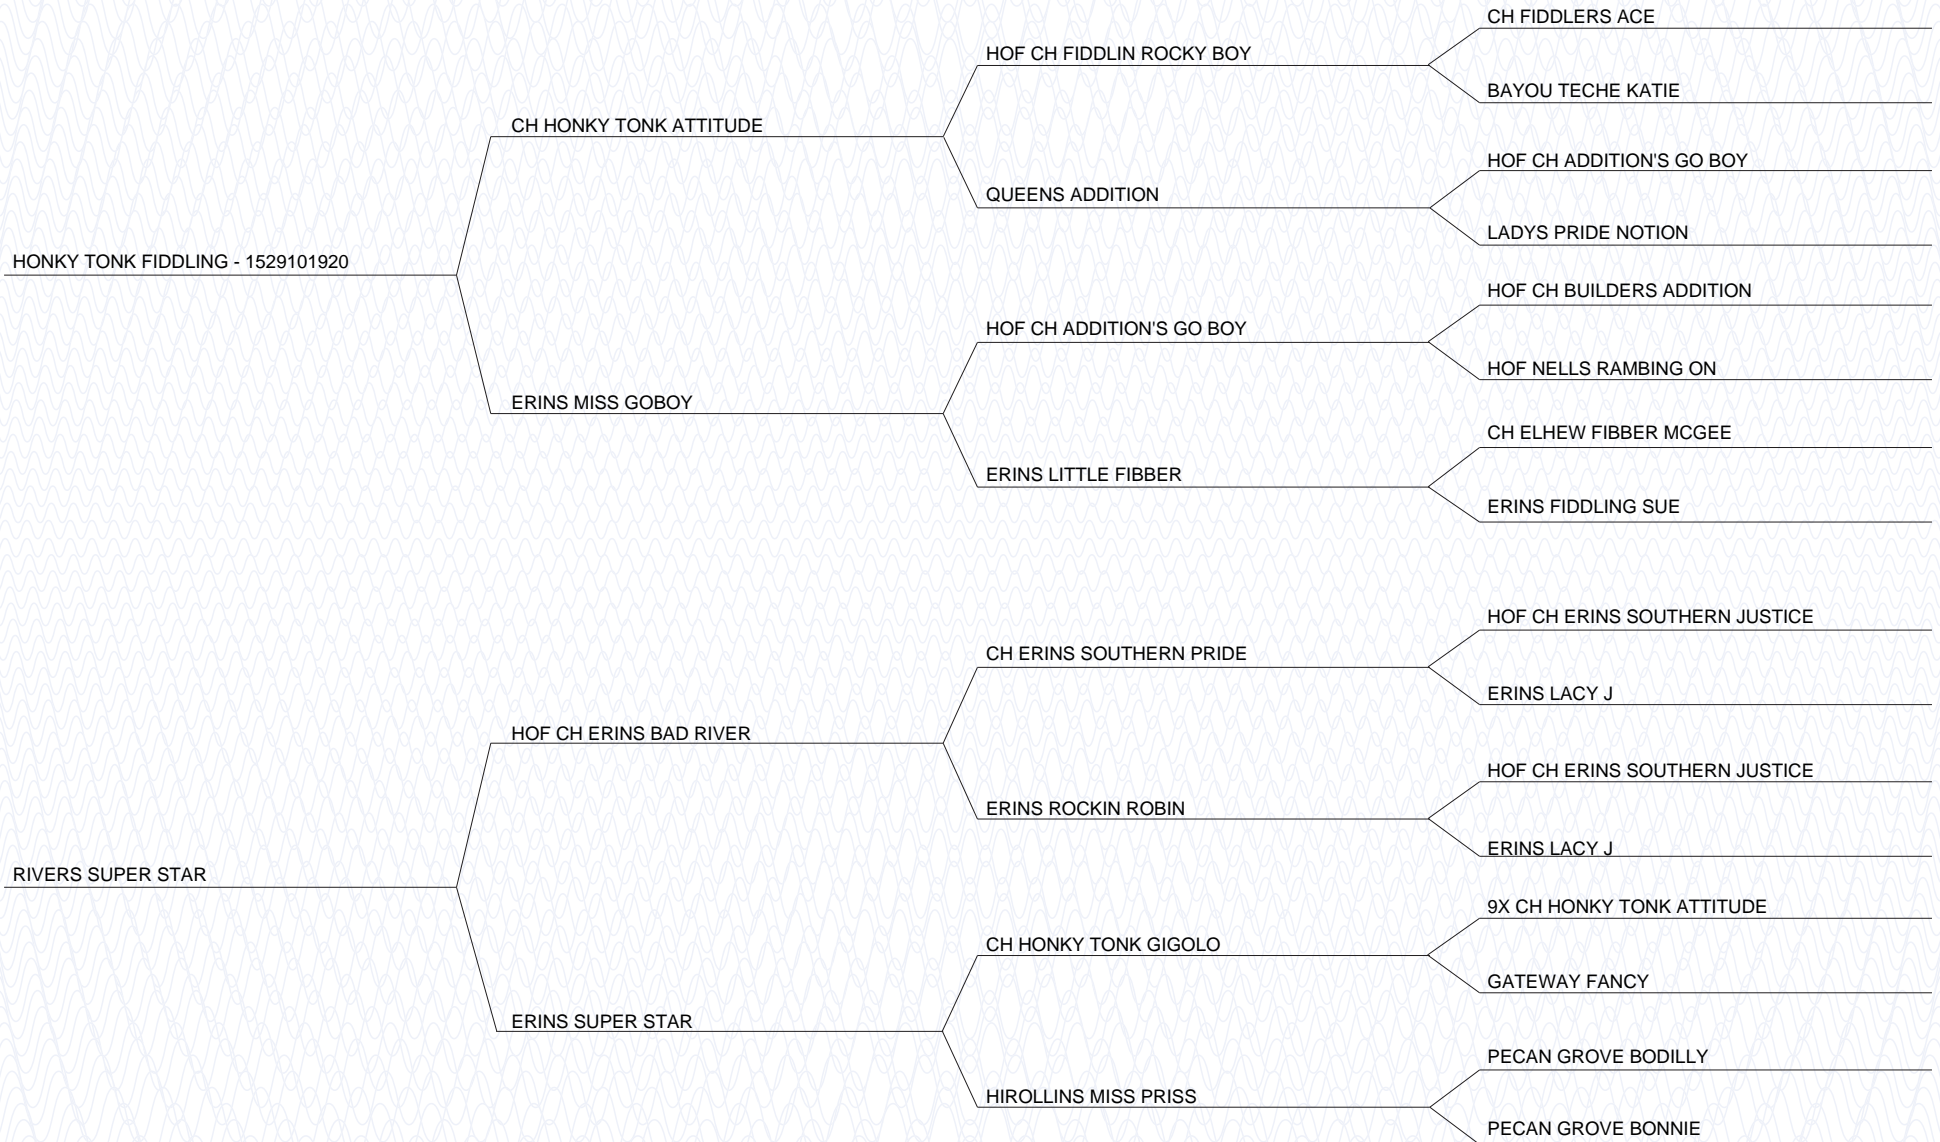 CH FIDDLERS ACE
HOF CH FIDDLIN ROCKY BOY
BAYOU TECHE KATIE
CH HONKY TONK ATTITUDE
HOF CH ADDITION'S GO BOY
QUEENS ADDITION
LADYS PRIDE NOTION
HONKY TONK FIDDLING - 1529101920
HOF CH BUILDERS ADDITION
HOF CH ADDITION'S GO BOY
HOF NELLS RAMBING ON
ERINS MISS GOBOY
CH ELHEW FIBBER MCGEE
ERINS LITTLE FIBBER
ERINS FIDDLING SUE
HOF CH ERINS SOUTHERN JUSTICE
CH ERINS SOUTHERN PRIDE
ERINS LACY J
HOF CH ERINS BAD RIVER
HOF CH ERINS SOUTHERN JUSTICE
ERINS ROCKIN ROBIN
ERINS LACY J
RIVERS SUPER STAR
9X CH HONKY TONK ATTITUDE
CH HONKY TONK GIGOLO
GATEWAY FANCY
ERINS SUPER STAR
PECAN GROVE BODILLY
HIROLLINS MISS PRISS
PECAN GROVE BONNIE